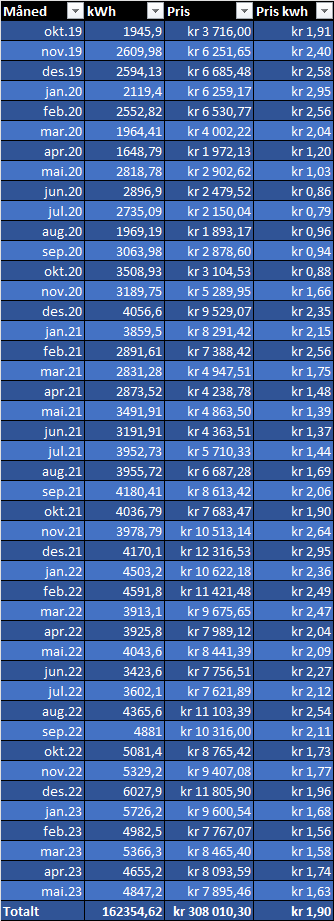 Måned kWh Pris Pris kwh
okt.19 1945,9 kr 3 716,00 kr 1,91
nov.19 2609,98 kr 6 251,65 kr 2,40
des.19 2594,13 kr 6 685,48 kr 2,58
jan.20 2119,4 kr 6 259,17 kr 2,95
feb.20 2552,82 kr 6 530,77 kr 2,56
mar.20 1964,41 kr 4 002,22 kr 2,04
apr.20 1648,79 kr 1 972,13 kr 1,20
mai.20 2818,78 kr 2 902,62 kr 1,03
jun.20 2896,9 kr 2 479,52 kr 0,86
jul.20 2735,09 kr 2 150,04 kr 0,79
aug.20 1969,19 kr 1 893,17 kr 0,96
sep.20 3063,98 kr 2 878,60 kr 0,94
okt.20 3508,93 kr 3 104,53 kr 0,88
nov.20 3189,75 kr 5 289,95 kr 1,66
des.20 4056,6 kr 9 529,07 kr 2,35
jan.21 3859,5 kr 8 291,42 kr 2,15
feb.21 2891,61 kr 7 388,42 kr 2,56
mar.21 2831,28 kr 4 947,51 kr 1,75
apr.21 2873,52 kr 4 238,78 kr 1,48
mai.21 3491,91 kr 4 863,50 kr 1,39
jun.21 3191,91 kr 4 363,51 kr 1,37
jul.21 3952,73 kr 5 710,33 kr 1,44
aug.21 3955,72 kr 6 687,28 kr 1,69
sep.21 4180,41 kr 8 613,42 kr 2,06
okt.21 4036,79 kr 7 683,47 kr 1,90
nov.21 3978,79 kr 10 513,14 kr 2,64
des.21 4170,1 kr 12 316,53 kr 2,95
jan.22 4503,2 kr 10 622,18 kr 2,36
feb.22 4591,8 kr 11 421,48 kr 2,49
mar.22 3913,1 kr 9 675,65 kr 2,47
apr.22 3925,8 kr 7 989,12 kr 2,04
mai.22 4043,6 kr 8 441,39 kr 2,09
jun.22 3423,6 kr 7 756,51 kr 2,27
jul.22 3602,1 kr 7 621,89 kr 2,12
aug.22 4365,6 kr 11 103,39 kr 2,54
sep.22 4881 kr 10 316,00 kr 2,11
okt.22 5081,4 kr 8 765,42 kr 1,73
nov.22 5329,2 kr 9 407,08 kr 1,77
des.22 6027,9 kr 11 805,90 kr 1,96
jan.23 5726,2 kr 9 600,54 kr 1,68
feb.23 4982,5 kr 7 767,07 kr 1,56
mar.23 5366,3 kr 8 465,40 kr 1,58
apr.23 4655,2 kr 8 093,59 kr 1,74
mai.23 4847,2 kr 7 895,46 kr 1,63
Totalt 162354,62 kr 308 010,30 kr 1,90